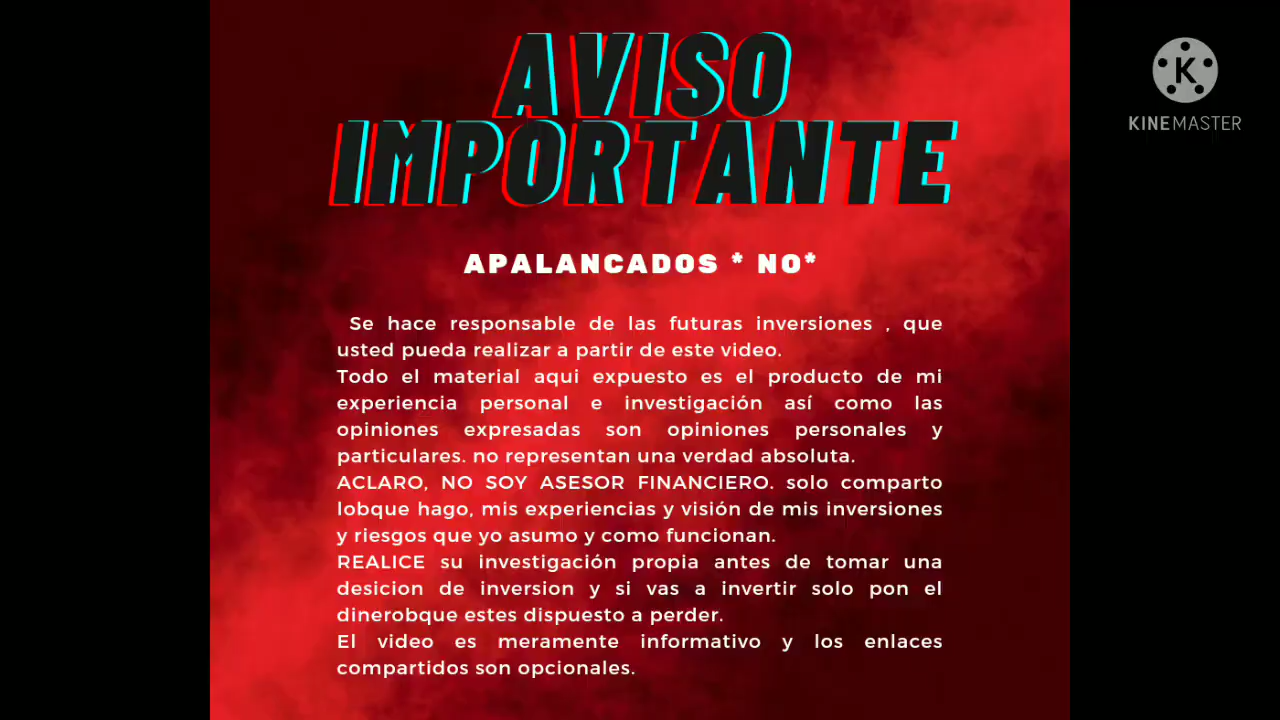 AVISO
IMPORTANTE
KINEMASTER
APALANCADOS * NO*
Se hace responsable de las futuras inversiones , que
usted pueda realizar a partir de este video.
Todo el material aqui expuesto es el producto de mi
experiencia personal e investigación así como las
opiniones expresadas son opiniones personales y
particulares. no representan una verdad absoluta.
ACLARO, NO SOY ASESOR FINANCIERO. solo comparto
lobque hago, mis experiencias y visión de mis inversiones
y riesgos que yo asumo y como funcionan.
REALICE su investigación propia antes de tomar una
desicion de inversion y si vas a invertir solo pon el
dinerobque estes dispuesto a perder.
El video es meramente informativo y los enlaces
compartidos son opcionales.